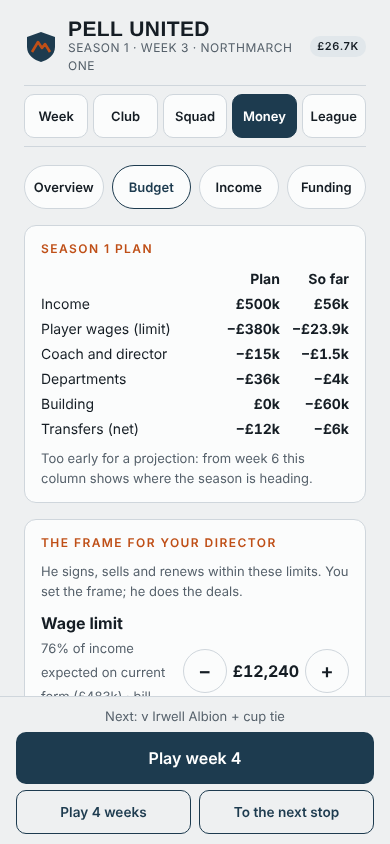 PELL UNITED
SEASON 1 · WEEK 3 · NORTHMARCH
ONE
£26.7K
Week Club Squad Money League
Overview Budget Income Funding
SEASON 1 PLAN
Plan So far
Income £500k £56k
Player wages (limit) −£380k −£23.9k
Coach and director −£15k −£1.5k
Departments −£36k −£4k
Building £0k −£60k
Transfers (net) −£12k −£6k
Too early for a projection: from week 6 this
column shows where the season is heading.
THE FRAME FOR YOUR DIRECTOR
He signs, sells and renews within these limits. You
set the frame; he does the deals.
Wage limit
76% of income
expected on current
− £12,240 +
form (£483k) bill
Next: v Irwell Albion + cup tie
Play week 4
Play 4 weeks To the next stop